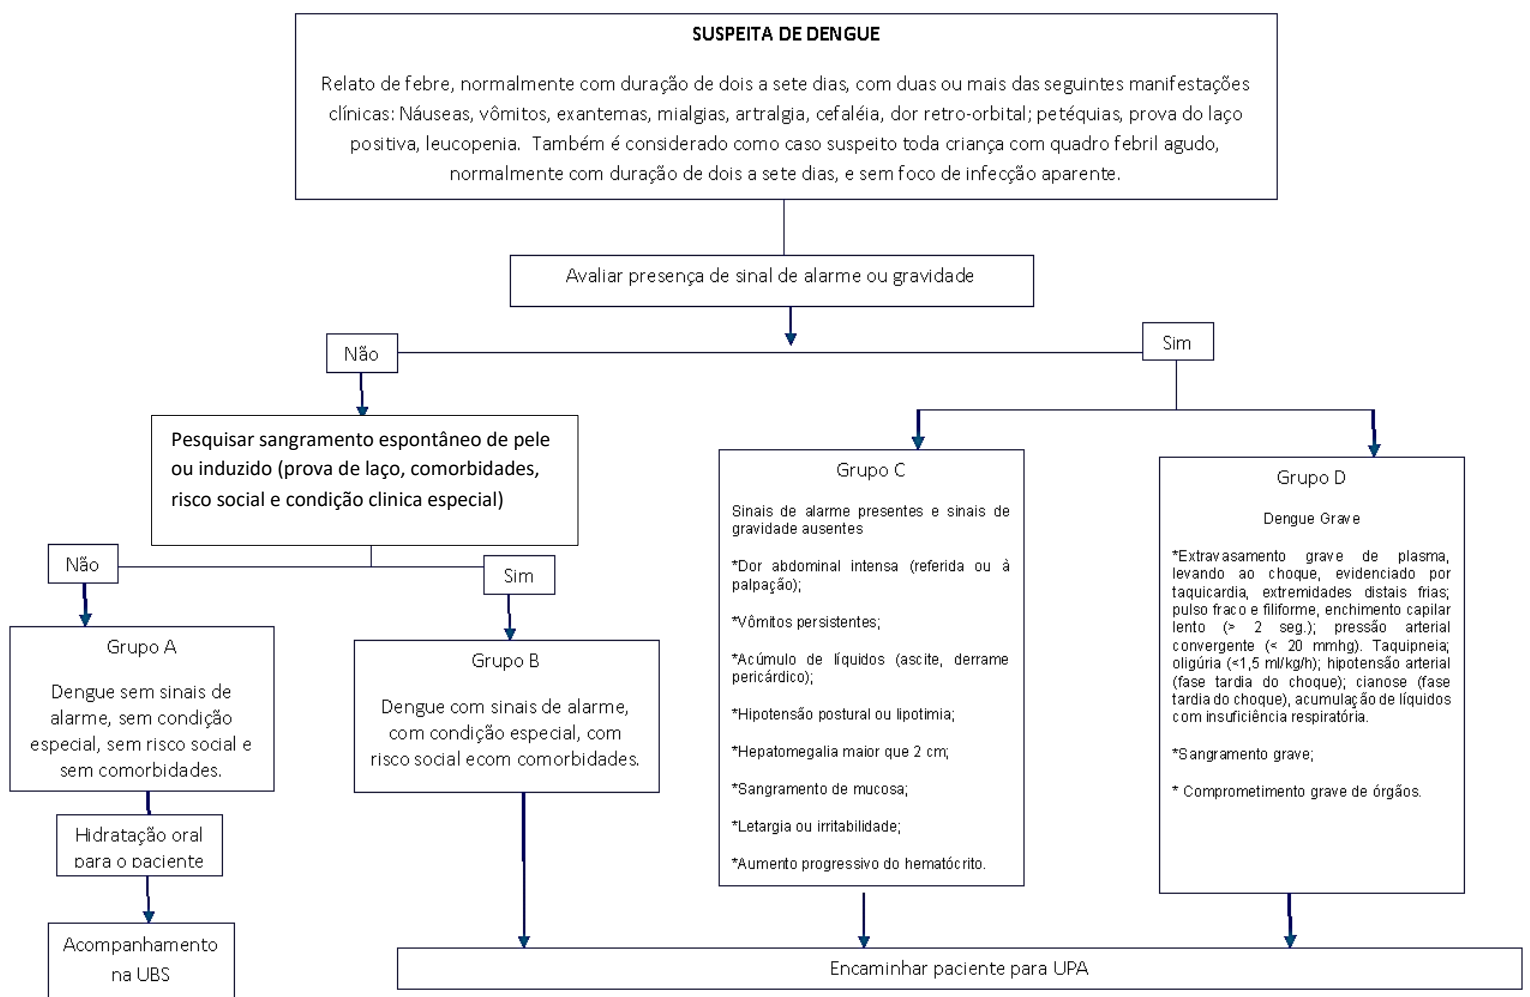 SUSPEITA DE DENGUE
Relato de febre, normalmente com duração de dois a sete dias, com duas ou mais das seguintes manifestações
clínicas: Náuseas, vômitos, exantemas, mialgias, artralgia, cefaléia, dor retro-orbital; petéquias, prova do laço
positiva, leucopenia. Também é considerado como caso suspeito toda criança com quadro febril agudo,
normalmente com duração de dois a sete dias, e sem foco de infecção aparente.
Avaliar presença de sinal de alarme ou gravidade
Não
Sim
Pesquisar sangramento espontâneo de pele
ou induzido (prova de laço, comorbidades,
risco social e condição clinica especial)
Não
Sim
Grupo A
Dengue sem sinais de
alarme, sem condição
especial, sem risco social e
sem comorbidades.
Hidratação oral
para o paciente
Acompanhamento
na UBS
Grupo B
Dengue com sinais de alarme,
com condição especial, com
risco social ecom comorbidades.
Grupo C
Sinais de alarme presentes e sinais de
gravidade ausentes
*Dor abdominal intensa (referida ou à
palpação);
*Vômitos persistentes;
*Acúmulo de líquidos (ascite, derrame
pericárdico);
*Hipotensão postural ou lipotimia;
*Hepatomegalia maior que 2 cm;
*Sangramento de mucosa;
*Letargia ou irritabilidade;
*Aumento progressivo do hematócrito.
Grupo D
Dengue Grave
*Extravasamento grave de plasma,
levando ao choque, evidenciado por
taquicardia, extremidades distais frias;
pulso fraco e filiforme, enchimento capilar
lento (> 2 seg.); pressão arterial
convergente (< 20 mmhg). Taquipneia;
oligúria (<1,5 ml/kg/h); hipotensão arterial
(fase tardia do choque); cianose (fase
tardia do choque), acumulação de líquidos
com insuficiência respiratória.
*Sangramento grave;
* Comprometimento grave de órgãos.
Encaminhar paciente para UPA